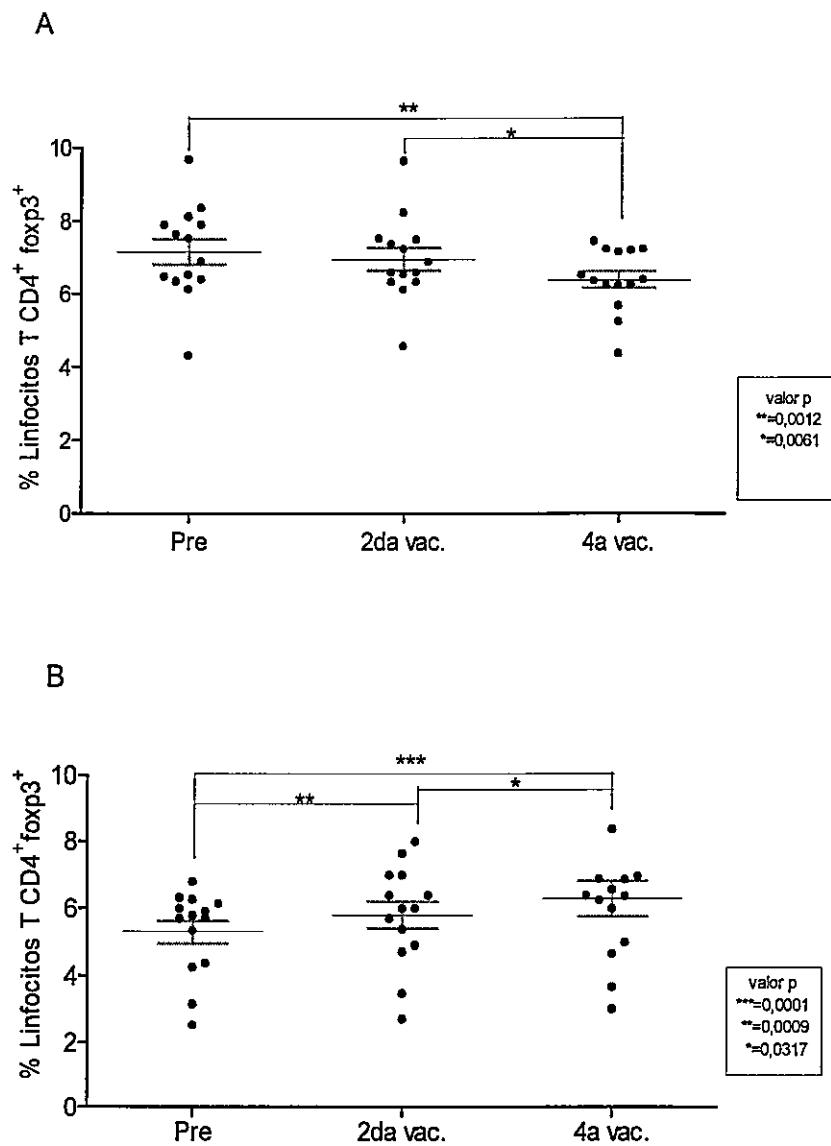 A
** 
*
% Linfocitos T CD4⁺ foxp3⁺
10
8
6
4
2
0
Pre 2da vac. 4a vac.
valor p
**=0,0012
*=0,0061
B
***
** *
% Linfocitos T CD4⁺foxp3⁺
10
8
6
4
2
0
Pre 2da vac. 4a vac.
valor p
***=0,0001
**=0,0009
*=0,0317